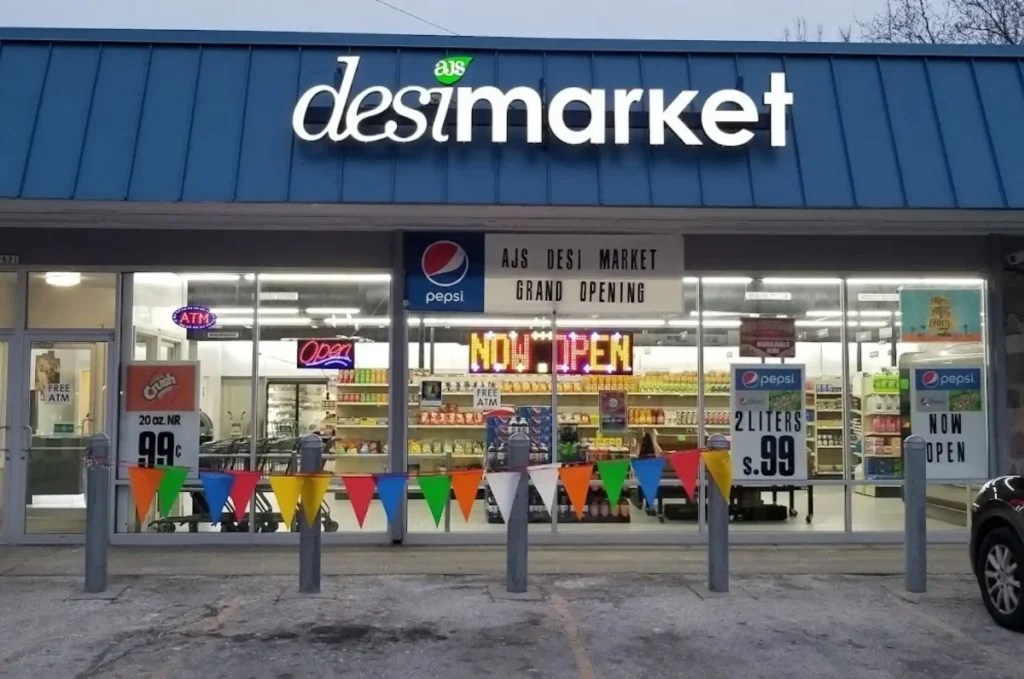 ajs
desimarket
pepsi
AJS DESI MARKET
GRAND OPENING
ATM
Open
NOW OPEN
Crush
20 oz. NR
99¢
FREE
ATM
FREE
ATM
pepsi
2 LITERS
s.99
pepsi
NOW
OPEN